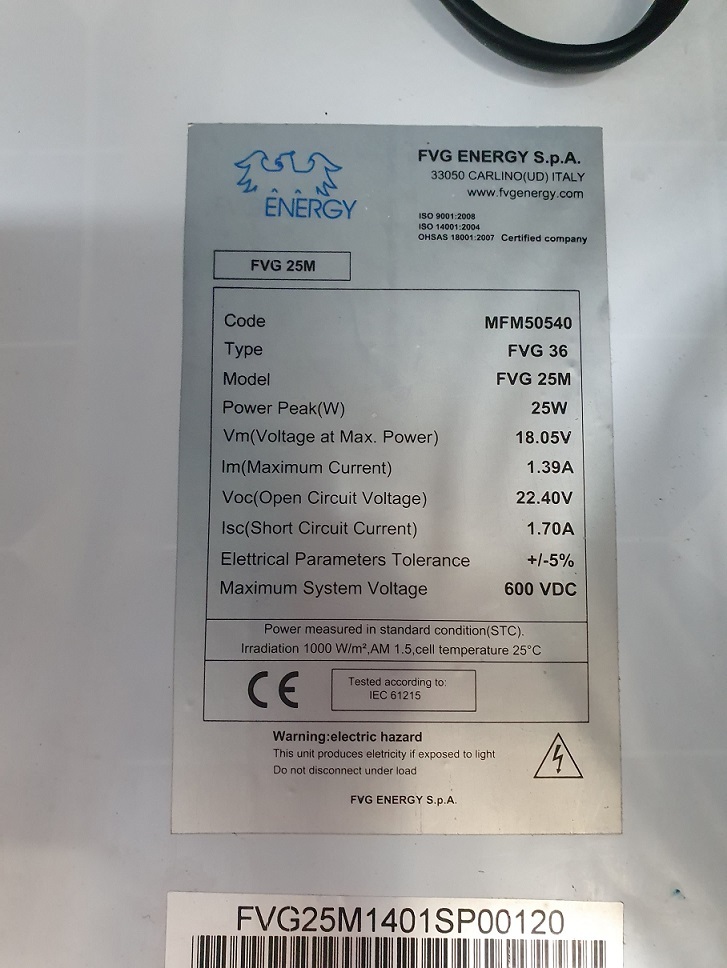 ENERGY
FVG ENERGY S.p.A.
33050 CARLINO(UD) ITALY
www.fvgenergy.com
ISO 9001:2008
ISO 14001:2004
OHSAS 18001:2007 Certified company
FVG 25M
Code MFM50540
Type FVG 36
Model FVG 25M
Power Peak(W) 25W
Vm(Voltage at Max. Power) 18.05V
Im(Maximum Current) 1.39A
Voc(Open Circuit Voltage) 22.40V
Isc(Short Circuit Current) 1.70A
Elettrical Parameters Tolerance +/-5%
Maximum System Voltage 600 VDC
Power measured in standard condition(STC).
Irradiation 1000 W/m²,AM 1.5,cell temperature 25°C
CE
Tested according to:
IEC 61215
Warning:electric hazard
This unit produces eletricity if exposed to light
Do not disconnect under load
FVG ENERGY S.p.A.
FVG25M1401SP00120